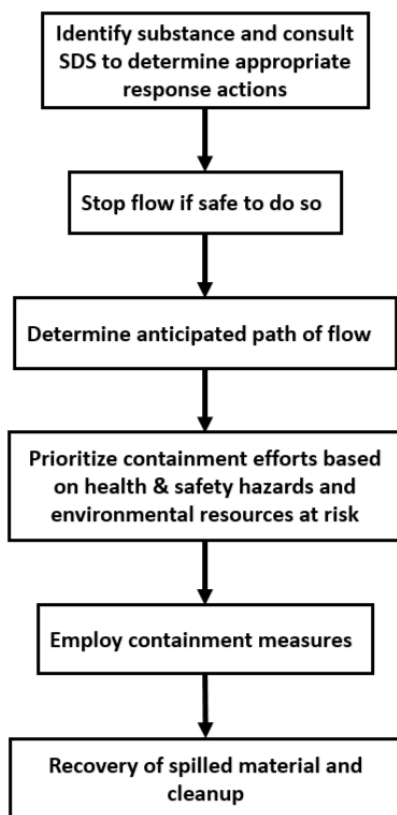 Identify substance and consult
SDS to determine appropriate
response actions
Stop flow if safe to do so
Determine anticipated path of flow
Prioritize containment efforts based
on health & safety hazards and
environmental resources at risk
Employ containment measures
Recovery of spilled material and
cleanup